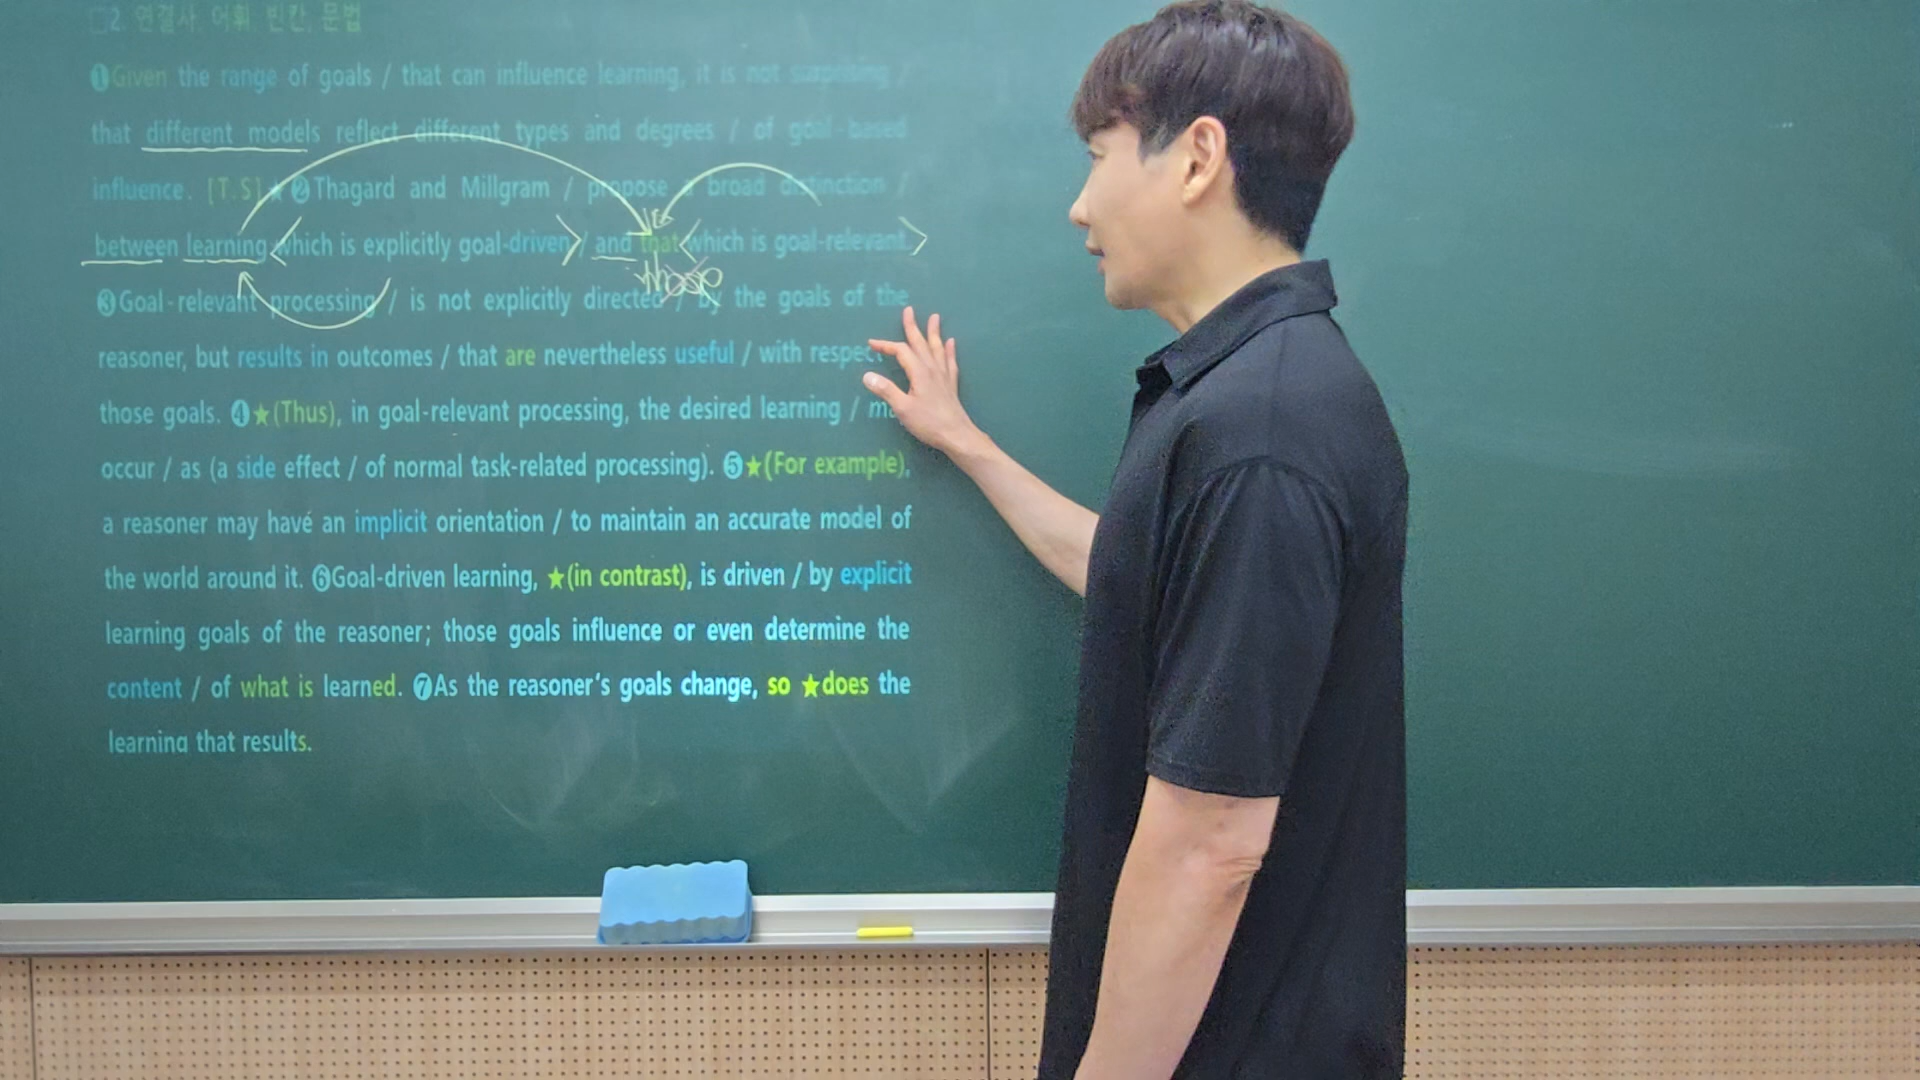 □2. 연결사, 어휘, 빈칸, 문법
❶Given the range of goals / that can influence learning, it is not surprising /
that different models reflect different types and degrees / of goal-based
influence. [T.S]★ ❷Thagard and Millgram / propose a broad distinction /
between learning <which is explicitly goal-driven> / and that <which is goal-relevant.>
those
❸Goal-relevant processing / is not explicitly directed / by the goals of the
reasoner, but results in outcomes / that are nevertheless useful / with respect
those goals. ❹★(Thus), in goal-relevant processing, the desired learning /
occur / as (a side effect / of normal task-related processing). ❺★(For example),
a reasoner may have an implicit orientation / to maintain an accurate model of
the world around it. ❻Goal-driven learning, ★(in contrast), is driven / by explicit
learning goals of the reasoner; those goals influence or even determine the
content / of what is learned. ❼As the reasoner's goals change, so ★does the
learning that results.